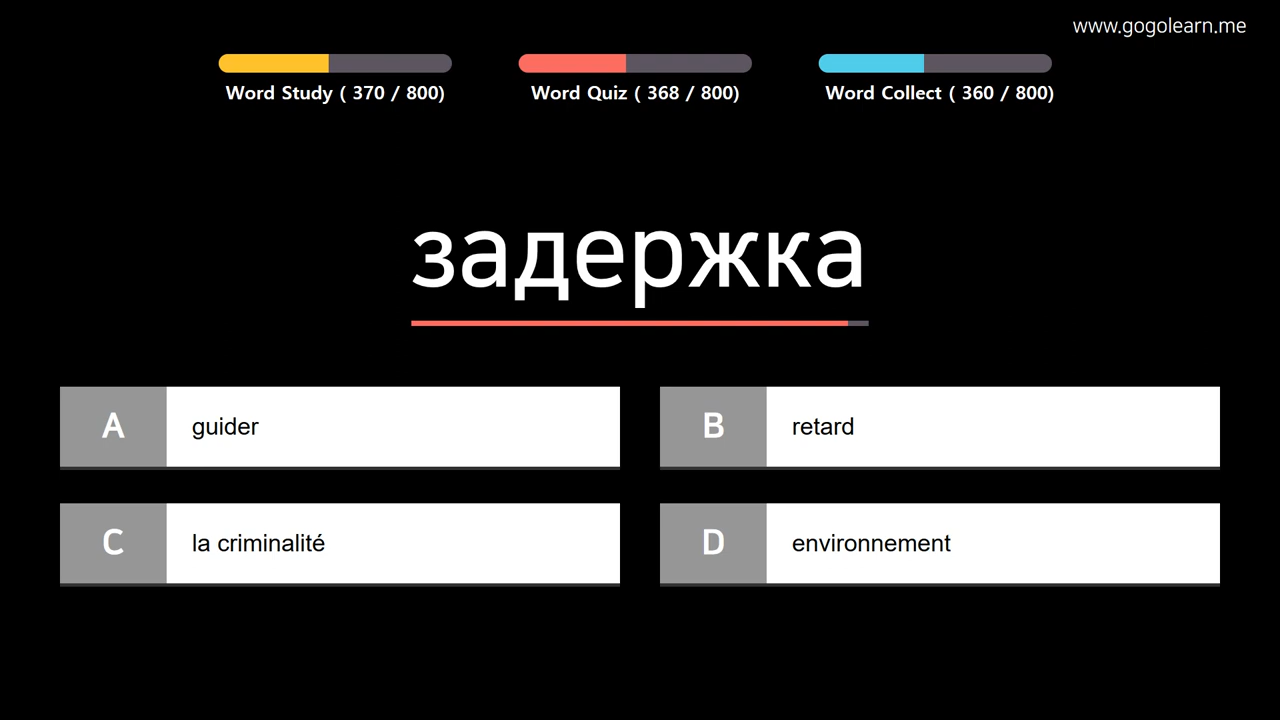 www.gogolearn.me
Word Study ( 370 / 800)
Word Quiz ( 368 / 800)
Word Collect ( 360 / 800)
задержка
A
guider
B
retard
C
la criminalité
D
environnement